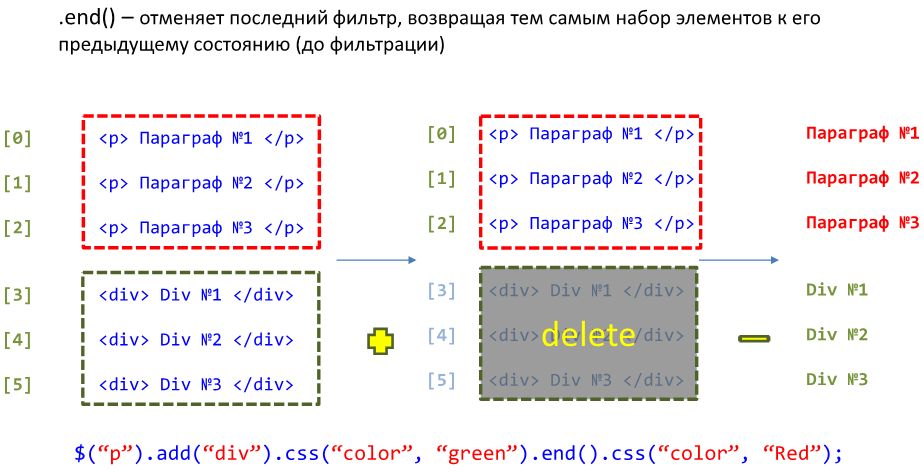 .end() – отменяет последний фильтр, возвращая тем самым набор элементов к его
предыдущему состоянию (до фильтрации)
[0] <p> Параграф №1 </p>
[1] <p> Параграф №2 </p>
[2] <p> Параграф №3 </p>
[3] <div> Div №1 </div>
[4] <div> Div №2 </div>
[5] <div> Div №3 </div>
[0] <p> Параграф №1 </p>
[1] <p> Параграф №2 </p>
[2] <p> Параграф №3 </p>
[3] <div> Div №1 </div>
[4] <div> Div №2 </div>
delete
[5] <div> Div №3 </div>
Параграф №1
Параграф №2
Параграф №3
Div №1
Div №2
Div №3
$(“p”).add(“div”).css(“color”, “green”).end().css(“color”, “Red”);